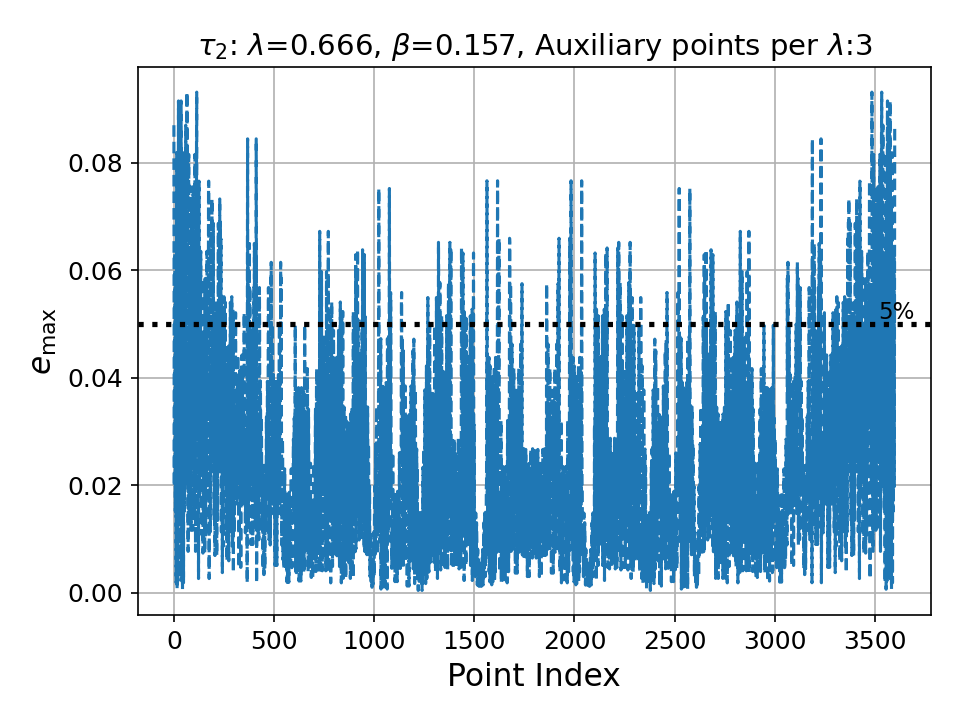 τ₂: λ=0.666, β=0.157, Auxiliary points per λ:3
e_max
0.08
0.06
0.04
0.02
0.00
5%
0 500 1000 1500 2000 2500 3000 3500
Point Index